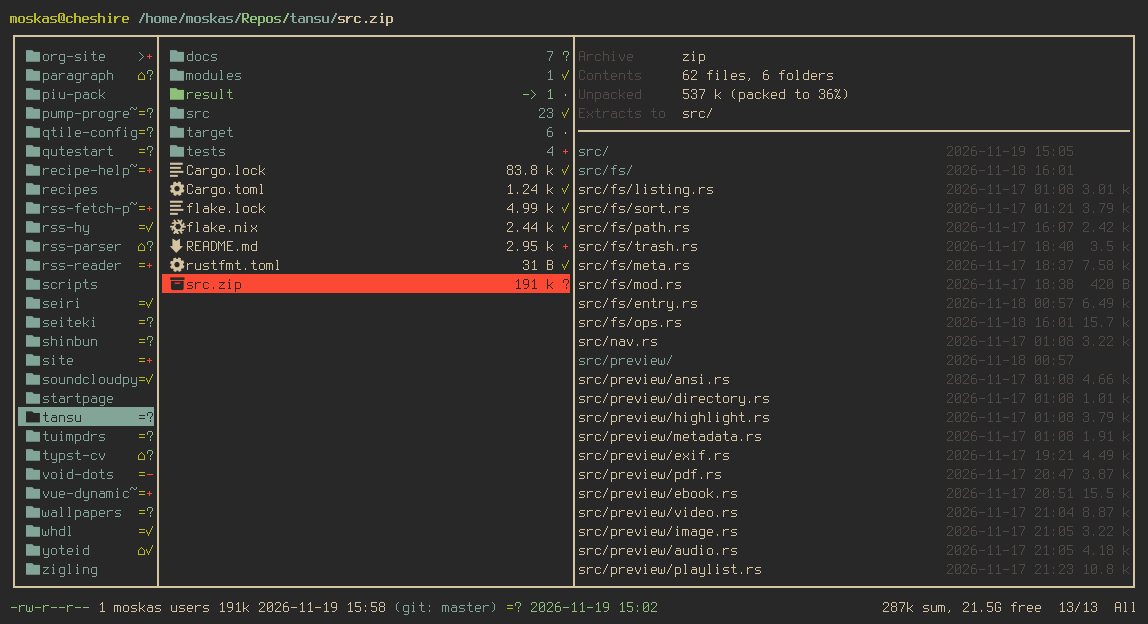 moskas@cheshire /home/moskas/Repos/tansu/src.zip
org-site >+
paragraph ⌂?
piu-pack
pump-progre~=?
qtile-config=?
qutestart =?
recipe-help~=+
recipes
rss-fetch-p~=+
rss-hy =✓
rss-parser ⌂?
rss-reader =+
scripts
seiri =✓
seiteki =?
shinbun =?
site =+
soundcloudpy=✓
startpage
tansu =?
tuimpdrs =?
typst-cv ⌂?
void-dots =-
vue-dynamic~=+
wallpapers =?
whdl =✓
yoteid ⌂✓
zigling
docs 7 ?
modules 1 ✓
result -> 1 ·
src 23 ✓
target 6 ·
tests 4 +
Cargo.lock 83.8 k ✓
Cargo.toml 1.24 k ✓
flake.lock 4.99 k ✓
flake.nix 2.44 k ✓
README.md 2.95 k +
rustfmt.toml 31 B ✓
src.zip 191 k ?
Archive zip
Contents 62 files, 6 folders
Unpacked 537 k (packed to 36%)
Extracts to src/
src/ 2026-11-19 15:05
src/fs/ 2026-11-18 16:01
src/fs/listing.rs 2026-11-17 01:08 3.01 k
src/fs/sort.rs 2026-11-17 01:21 3.79 k
src/fs/path.rs 2026-11-17 16:07 2.42 k
src/fs/trash.rs 2026-11-17 18:40 3.5 k
src/fs/meta.rs 2026-11-17 18:37 7.58 k
src/fs/mod.rs 2026-11-17 18:38 420 B
src/fs/entry.rs 2026-11-18 00:57 6.49 k
src/fs/ops.rs 2026-11-18 16:01 15.7 k
src/nav.rs 2026-11-17 01:08 3.22 k
src/preview/ 2026-11-18 00:57
src/preview/ansi.rs 2026-11-17 01:08 4.66 k
src/preview/directory.rs 2026-11-17 01:08 1.01 k
src/preview/highlight.rs 2026-11-17 01:08 3.79 k
src/preview/metadata.rs 2026-11-17 01:08 1.91 k
src/preview/exif.rs 2026-11-17 19:21 4.49 k
src/preview/pdf.rs 2026-11-17 20:47 3.87 k
src/preview/ebook.rs 2026-11-17 20:51 15.5 k
src/preview/video.rs 2026-11-17 21:04 8.87 k
src/preview/image.rs 2026-11-17 21:05 3.22 k
src/preview/audio.rs 2026-11-17 21:05 4.18 k
src/preview/playlist.rs 2026-11-17 21:23 10.8 k
-rw-r--r-- 1 moskas users 191k 2026-11-19 15:58 (git: master) =? 2026-11-19 15:02 287k sum, 21.5G free 13/13 All